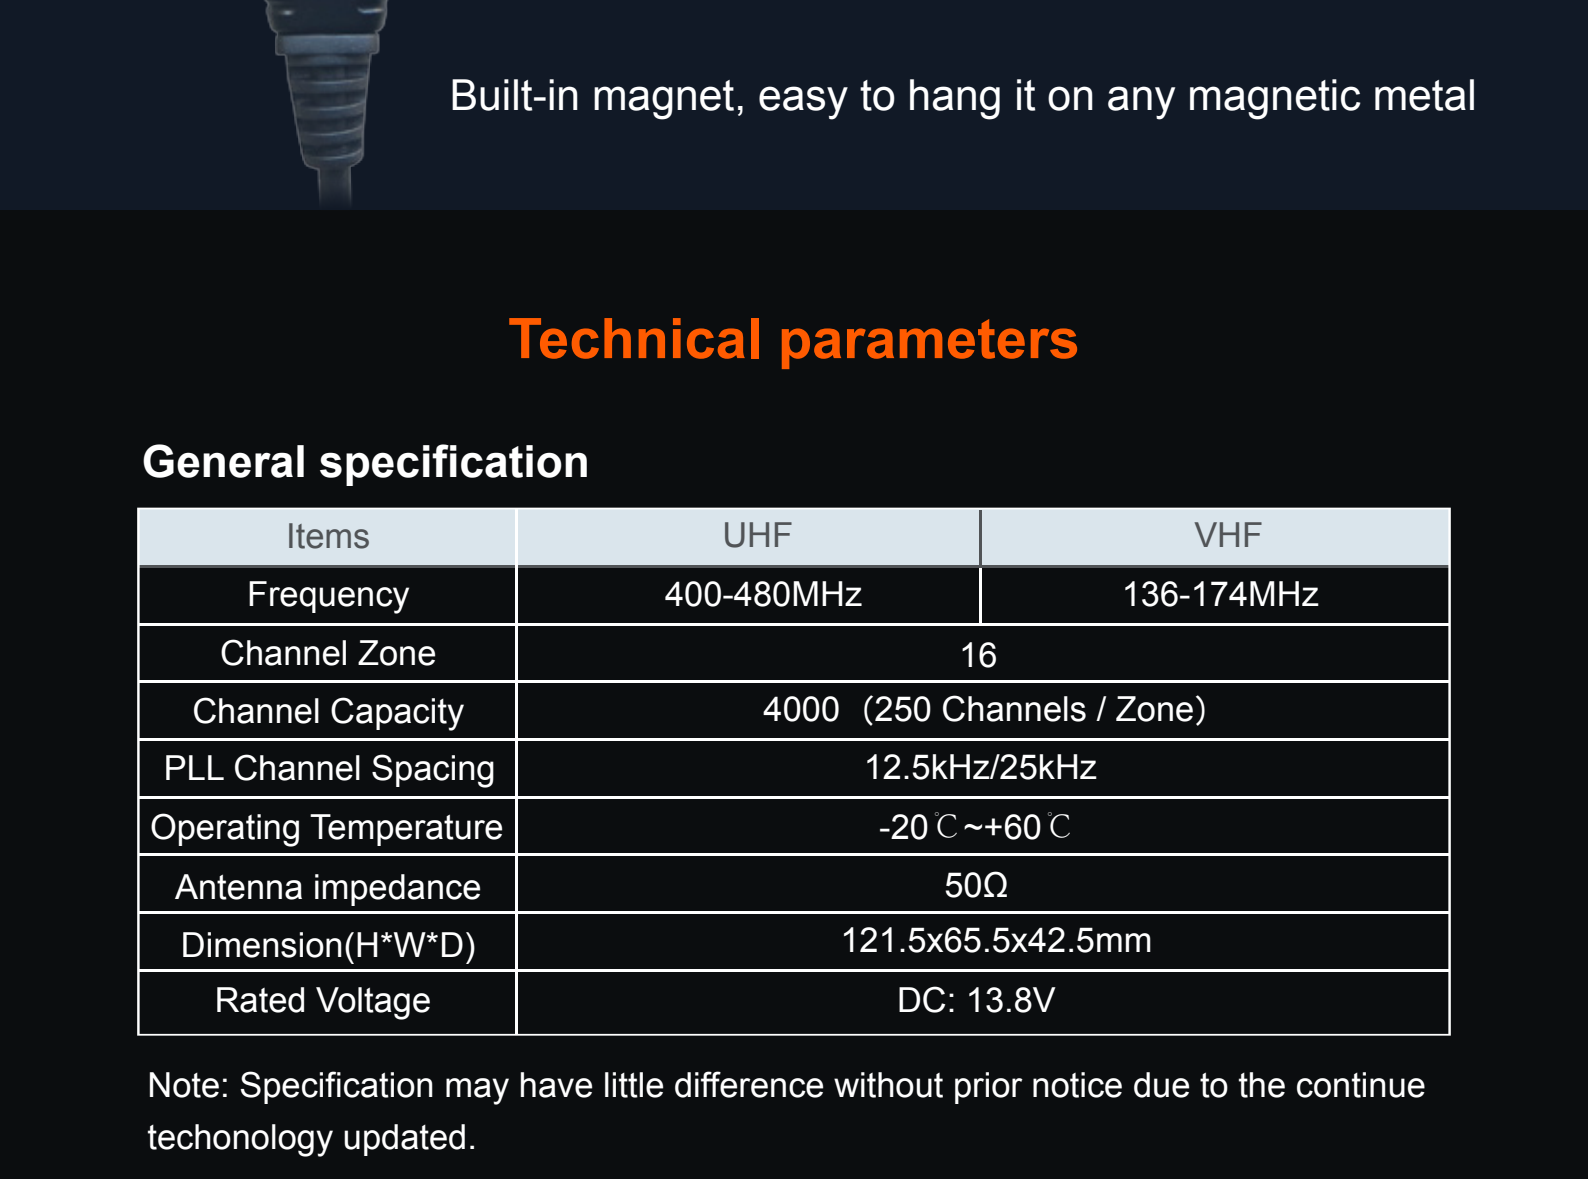 Built-in magnet, easy to hang it on any magnetic metal
Technical parameters
General specification
Items UHF VHF
Frequency 400-480MHz 136-174MHz
Channel Zone 16
Channel Capacity 4000（250 Channels / Zone）
PLL Channel Spacing 12.5kHz/25kHz
Operating Temperature -20℃~+60℃
Antenna impedance 50Ω
Dimension(H*W*D) 121.5x65.5x42.5mm
Rated Voltage DC: 13.8V
Note: Specification may have little difference without prior notice due to the continue
techonology updated.